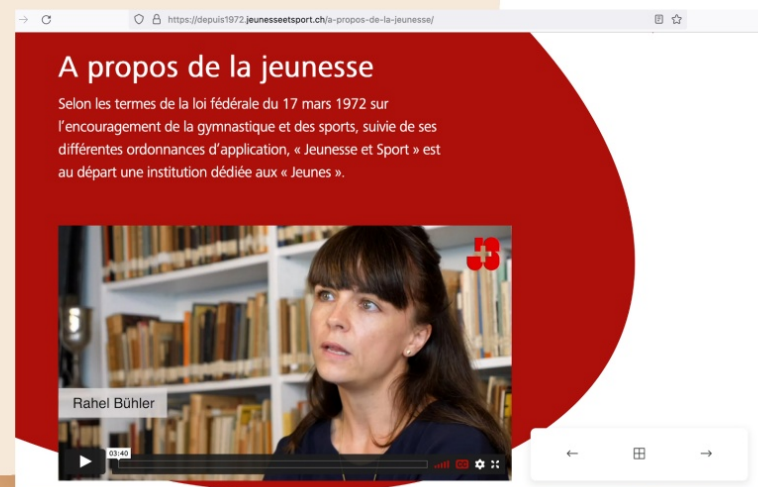 https://depuis1972.jeunesseetsport.ch/a-propos-de-la-jeunesse/
A propos de la jeunesse
Selon les termes de la loi fédérale du 17 mars 1972 sur
l'encouragement de la gymnastique et des sports, suivie de ses
différentes ordonnances d'application, « Jeunesse et Sport » est
au départ une institution dédiée aux « Jeunes ».
J+S
Rahel Bühler
03:40
CC